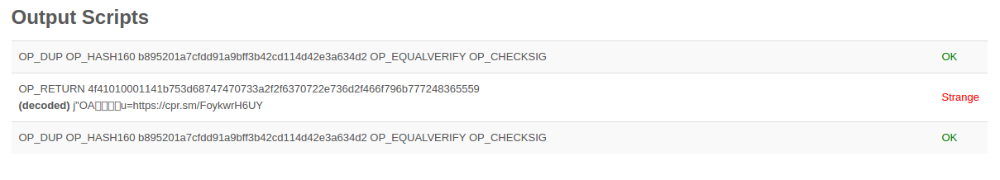 Output Scripts
OP_DUP OP_HASH160 b895201a7cfdd91a9bff3b42cd114d42e3a634d2 OP_EQUALVERIFY OP_CHECKSIG OK
OP_RETURN 4f41010001141b753d68747470733a2f2f6370722e736d2f466f796b777248365559
(decoded) j"OA□□□□u=https://cpr.sm/FoykwrH6UY
Strange
OP_DUP OP_HASH160 b895201a7cfdd91a9bff3b42cd114d42e3a634d2 OP_EQUALVERIFY OP_CHECKSIG OK